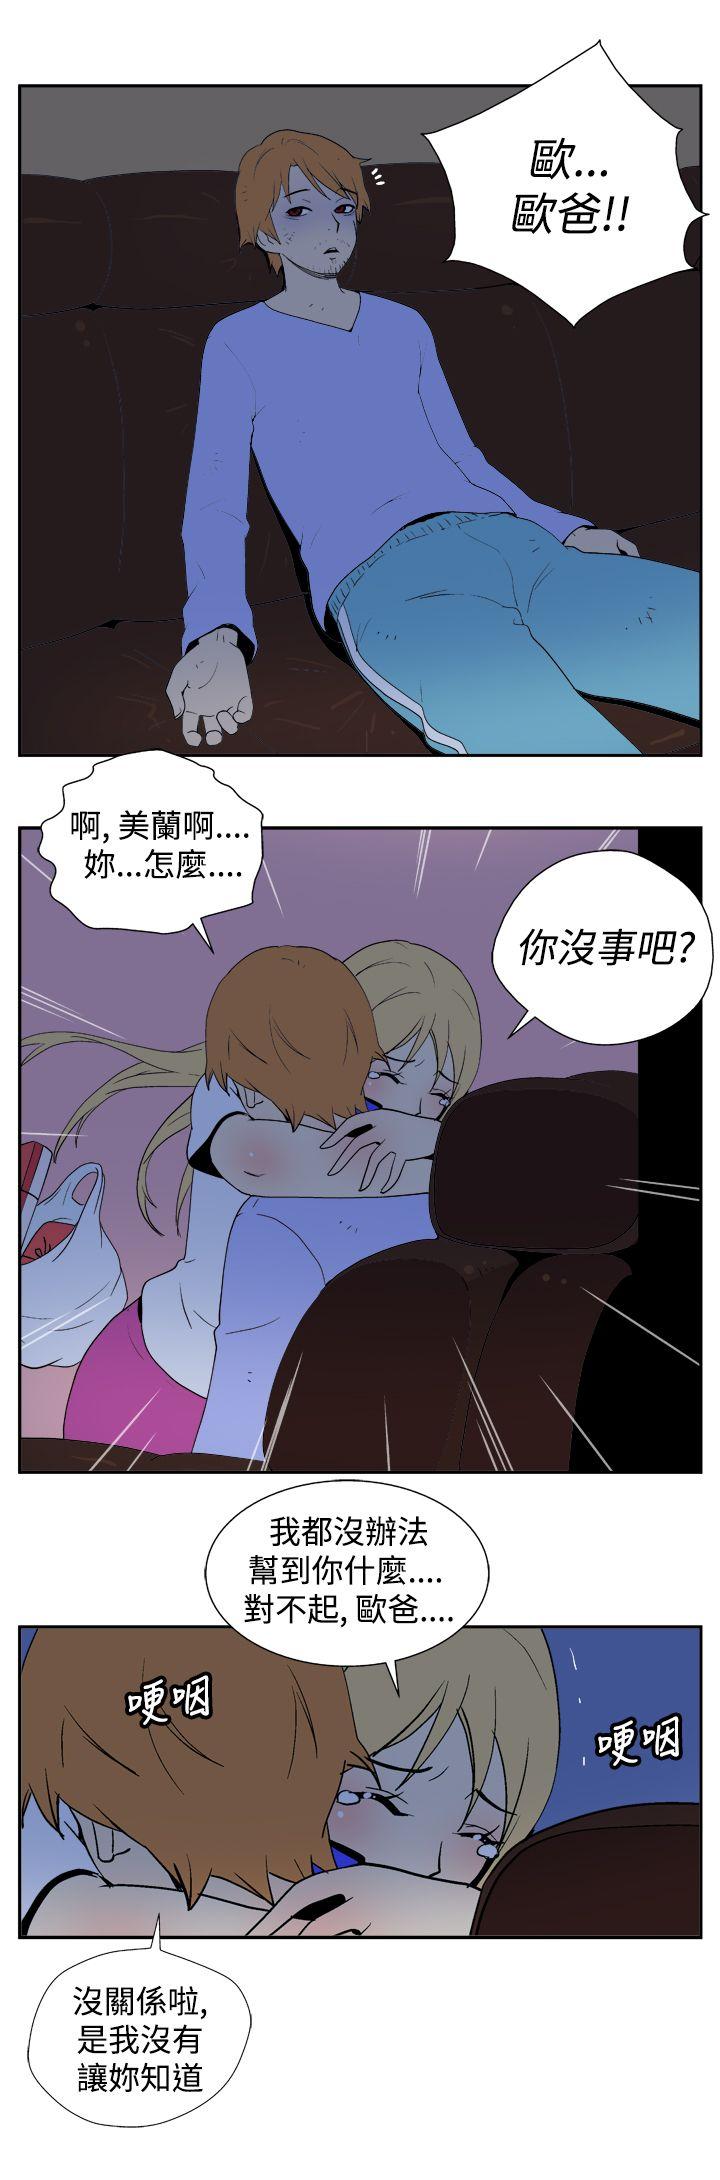 歐...
歐爸!!
啊, 美蘭啊....
妳...怎麼....
你沒事吧?
我都沒辦法
幫到你什麼....
對不起, 歐爸....
哽咽
哽咽
沒關係啦,
是我沒有
讓妳知道